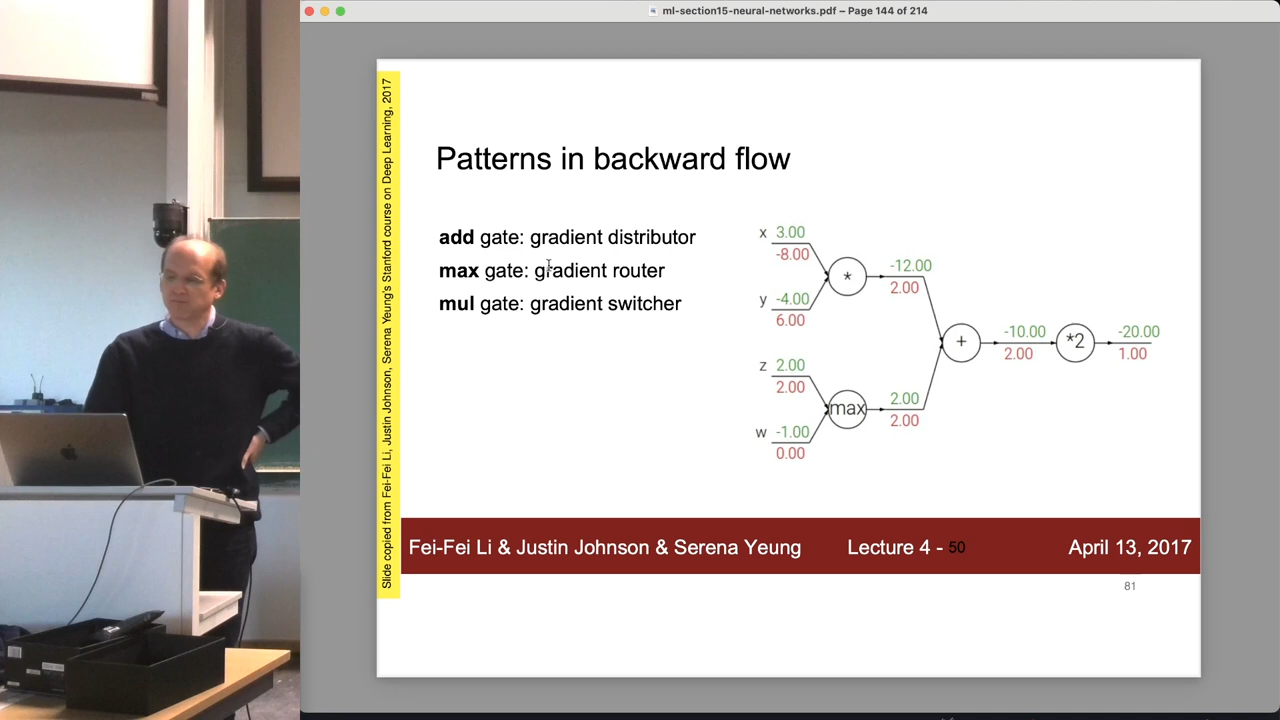 ml-section15-neural-networks.pdf – Page 144 of 214
Slide copied from Fei-Fei Li, Justin Johnson, Serena Yeung's Stanford course on Deep Learning, 2017
Patterns in backward flow
add gate: gradient distributor
max gate: gradient router
mul gate: gradient switcher
x 3.00
-8.00
y -4.00
6.00
*
-12.00
2.00
z 2.00
2.00
w -1.00
0.00
max
2.00
2.00
+
-10.00
2.00
*2
-20.00
1.00
Fei-Fei Li & Justin Johnson & Serena Yeung Lecture 4 - 50 April 13, 2017
81